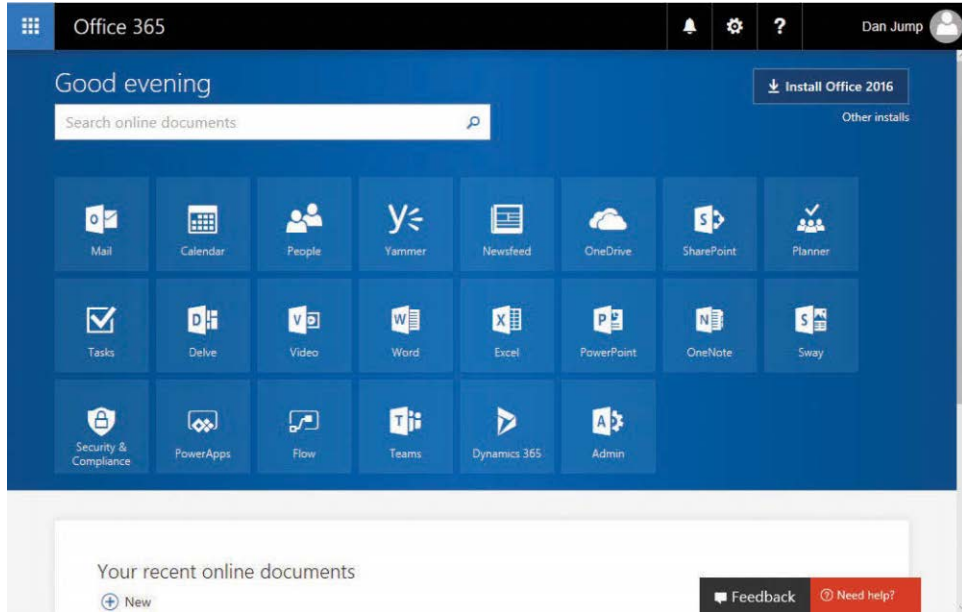 Office 365
?
Dan Jump
Good evening
Install Office 2016
Search online documents
Other installs
Mail
Calendar
People
Yammer
Newsfeed
OneDrive
SharePoint
Planner
Tasks
Delve
Video
Word
Excel
PowerPoint
OneNote
Sway
Security &
Compliance
PowerApps
Flow
Teams
Dynamics 365
Admin
Your recent online documents
New
Feedback
? Need help?